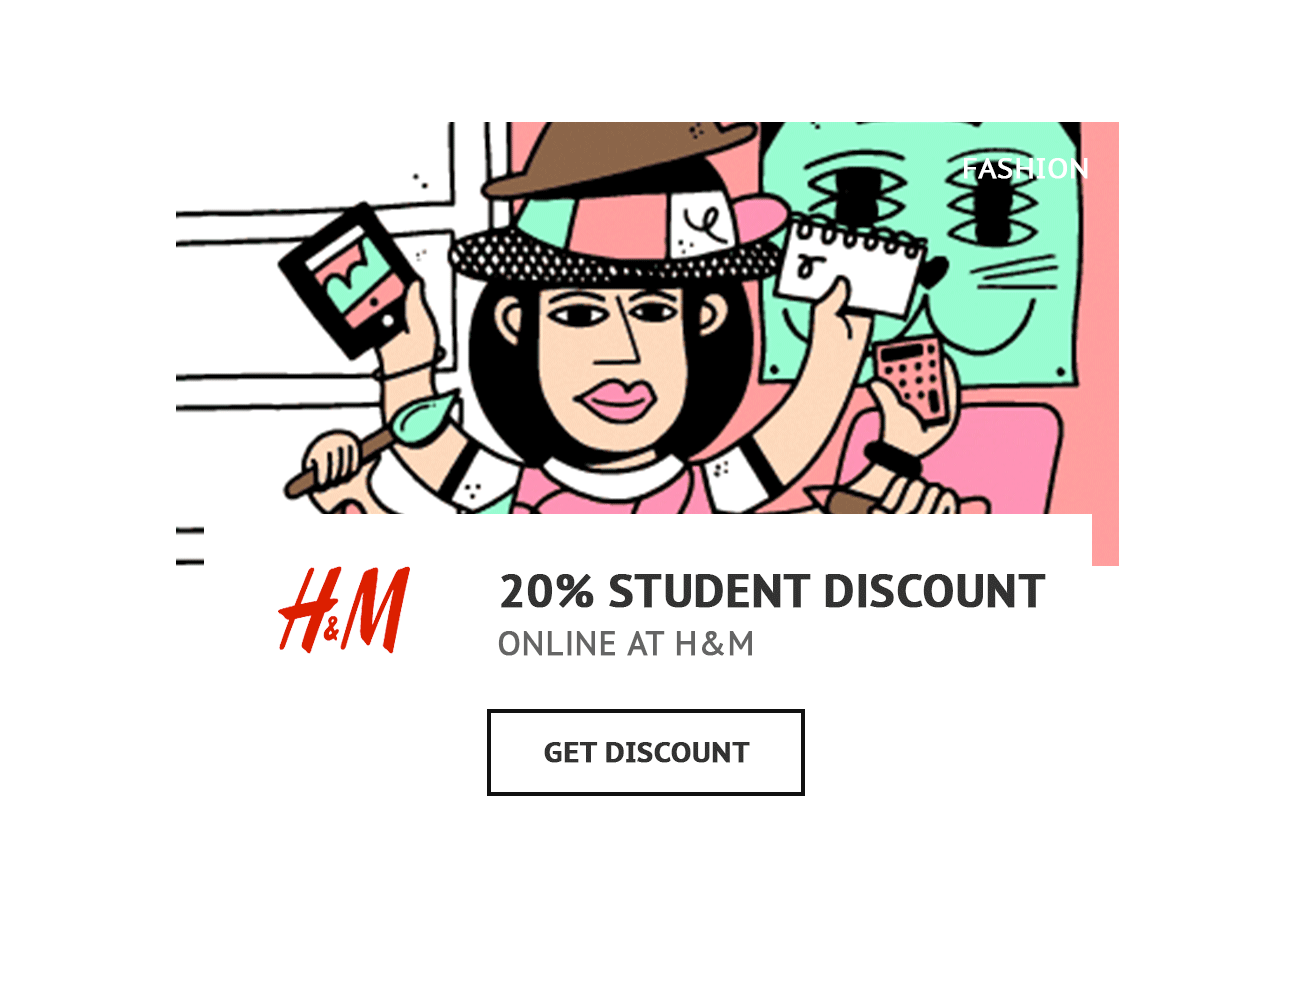 FASHION
H&M
20% STUDENT DISCOUNT
ONLINE AT H&M
GET DISCOUNT